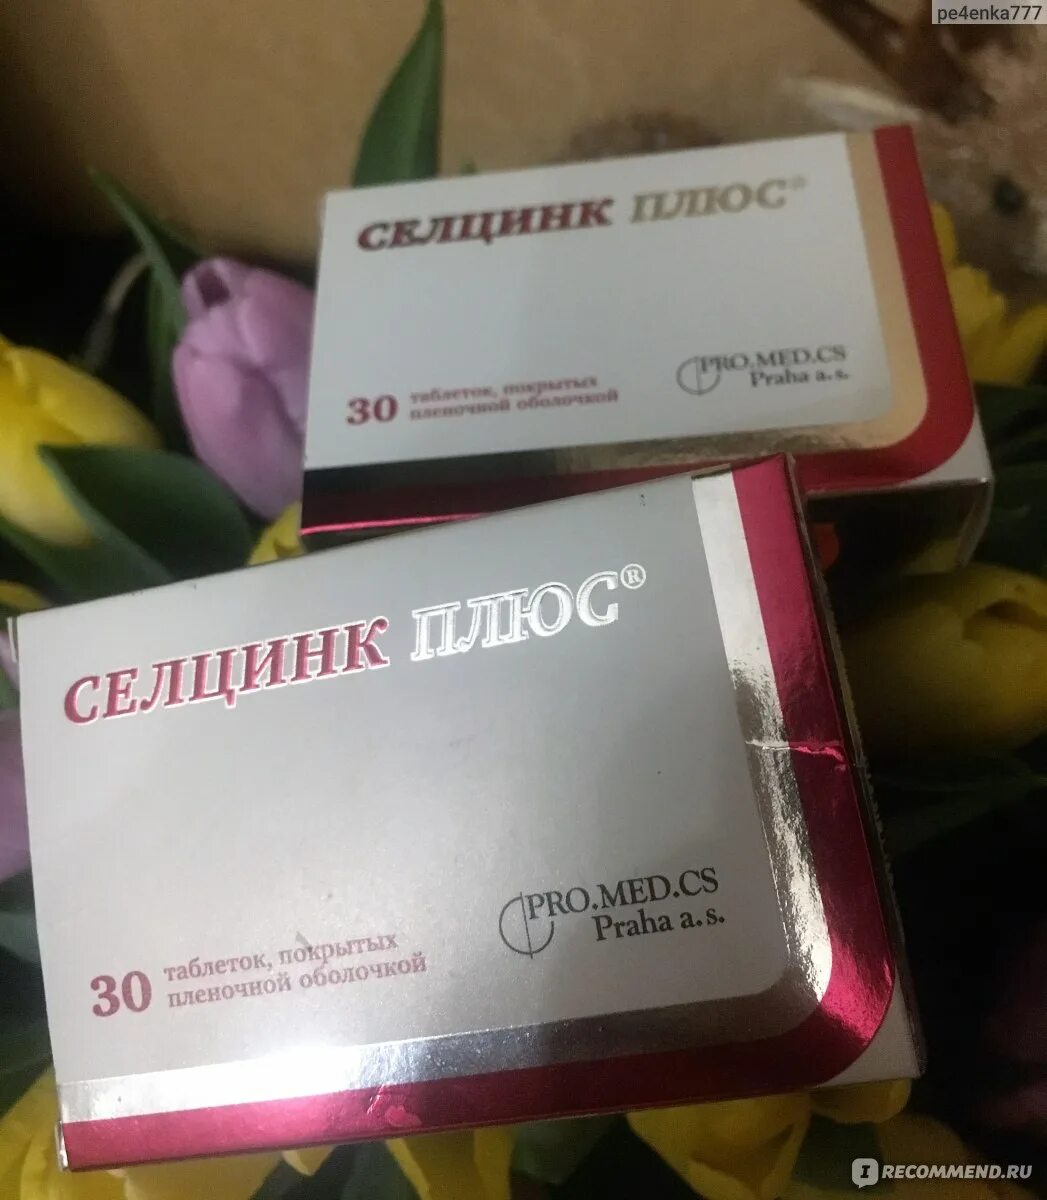 pe4enka777
СЕЛЦИНК ПЛЮС®
30 таблеток, покрытых
пленочной оболочкой
PRO.MED.CS
Praha a.s.
СЕЛЦИНК ПЛЮС®
30 таблеток, покрытых
пленочной оболочкой
PRO.MED.CS
Praha a.s.
I RECOMMEND.RU